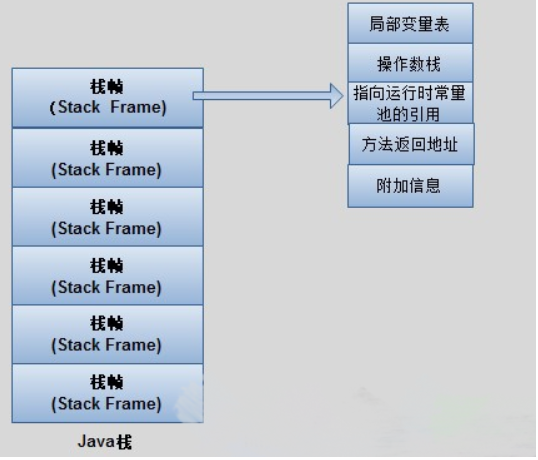 栈帧
(Stack Frame)
栈帧
(Stack Frame)
栈帧
(Stack Frame)
栈帧
(Stack Frame)
栈帧
(Stack Frame)
栈帧
(Stack Frame)
Java栈
局部变量表
操作数栈
指向运行时常量
池的引用
方法返回地址
附加信息